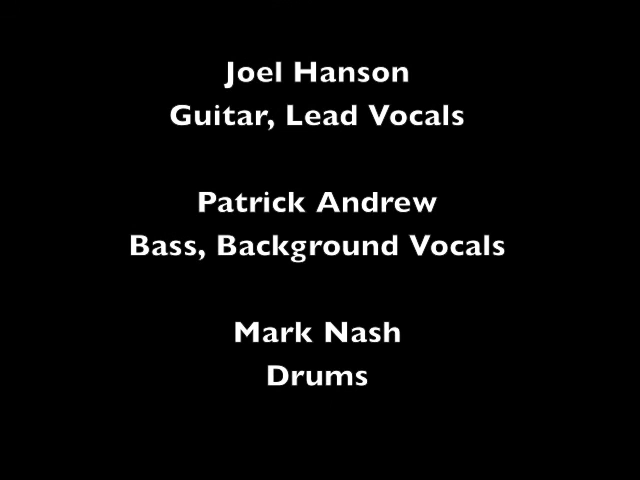 Joel Hanson
Guitar, Lead Vocals
Patrick Andrew
Bass, Background Vocals
Mark Nash
Drums